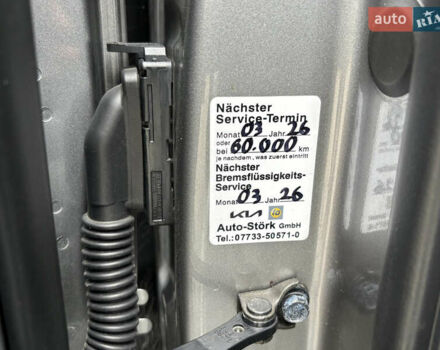 auto RIA
Nächster
Service-Termin
Monat 03 Jahr 26
oder
bei 60.000 km
je nachdem, was zuerst eintritt
Nächster
Bremsflüssigkeits-
Service
Monat 03 Jahr 26
KIA
Auto-Störk GmbH
Tel.: 07733-50571-0